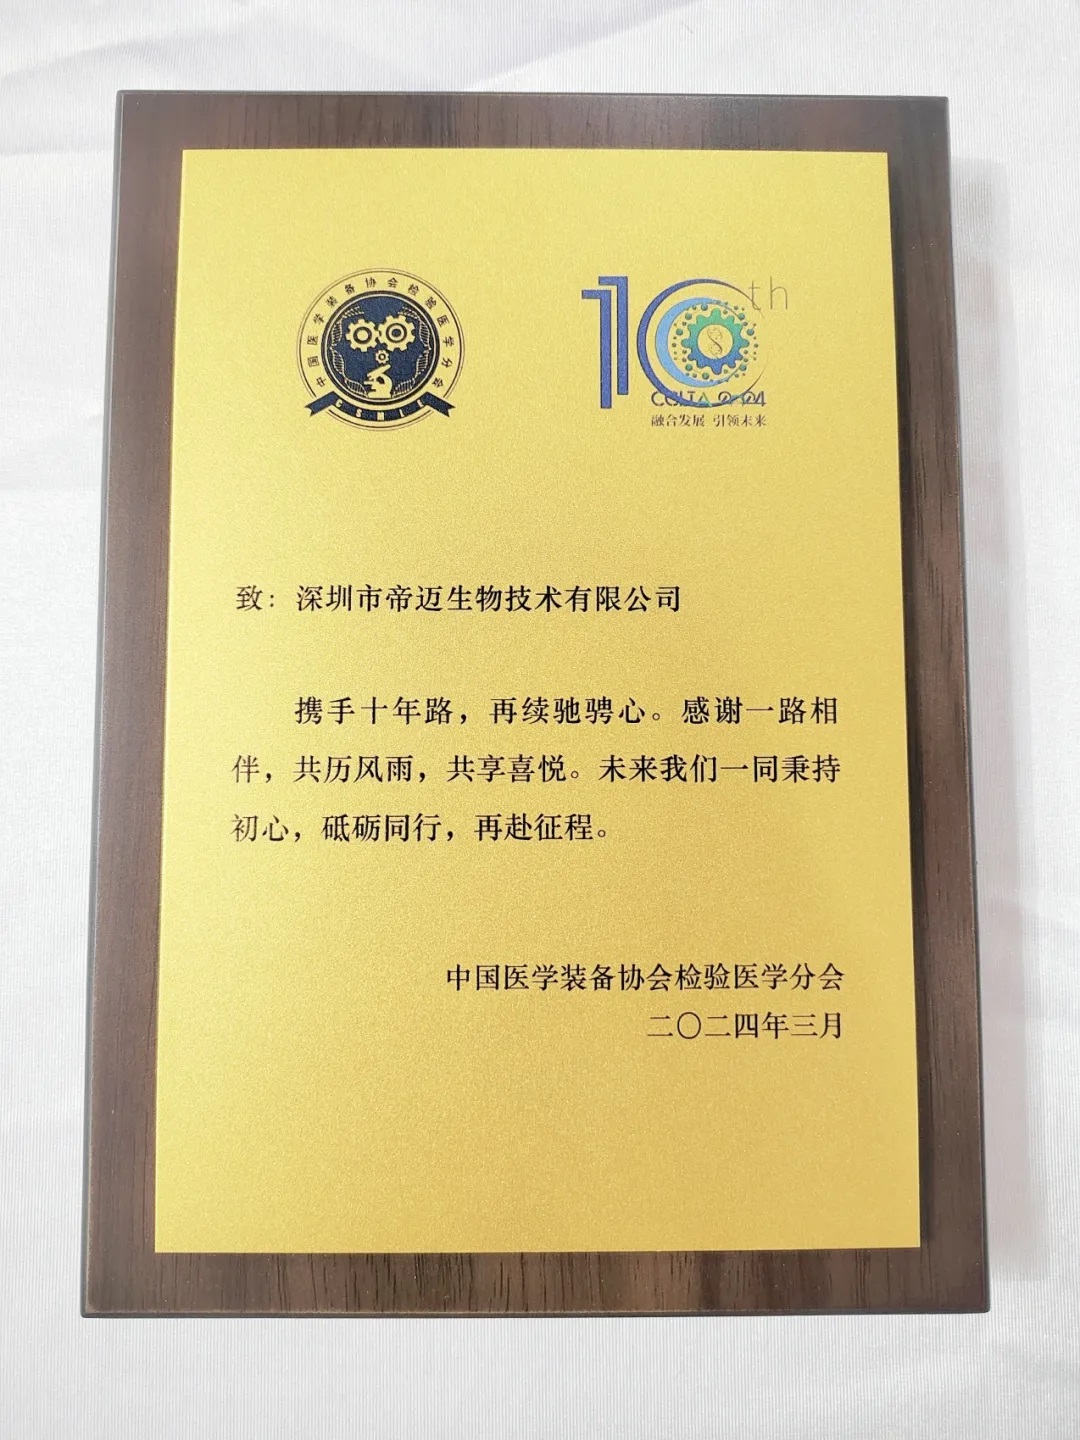 中国医学装备协会检验医学分会
10th
2024
融合发展 引领未来
致：深圳市帝迈生物技术有限公司
携手十年路，再续驰骋心。感谢一路相
伴，共历风雨，共享喜悦。未来我们一同秉持
初心，砥砺同行，再赴征程。
中国医学装备协会检验医学分会
二〇二四年三月